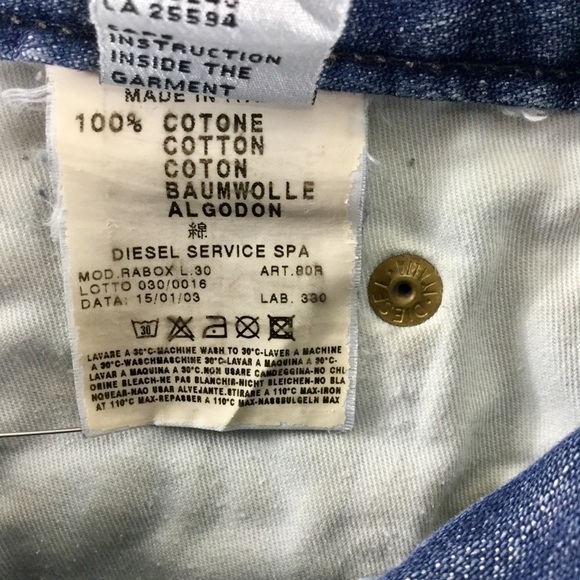 CA 25594
INSTRUCTION
INSIDE THE
GARMENT
MADE IN
100% COTONE
COTTON
COTON
BAUMWOLLE
ALGODON
綿
DIESEL SERVICE SPA
MOD.RABOX L.30 ART.80R
LOTTO 030/0016
DATA: 15/01/03 LAB. 330
30
LAVARE A 30°C-MACHINE WASH TO 30°C-LAVER A MACHINE
A 30°C-WASCHMASCHINE 30°C-LAVAR A MAQUINA A 30°C-
LAVAR A MAQUINA A 30°C.NON USARE CANDEGGINA-NO CHL
ORINE BLEACH-NE PAS BLANCHIR-NICHT BLEICHEN-NO BLA
NQUEAR-NAO USAR ALVEJANTE.STIRARE A 110°C MAX-IRON
AT 110°C MAX-REPASSER A 110°C MAX-NASSBUGELN MAX
DIESEL